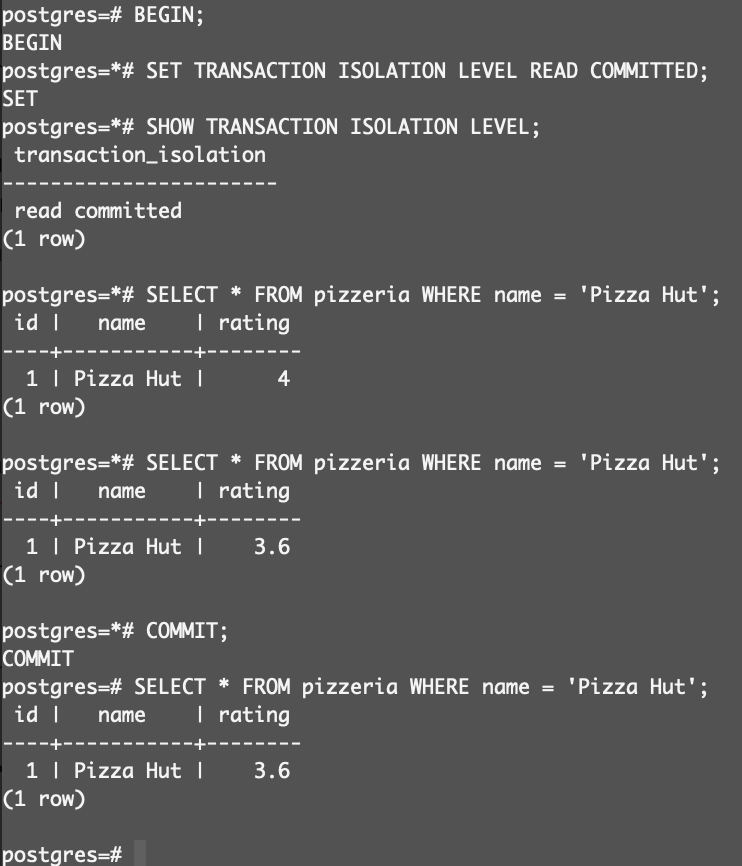 postgres=# BEGIN;
BEGIN
postgres=*# SET TRANSACTION ISOLATION LEVEL READ COMMITTED;
SET
postgres=*# SHOW TRANSACTION ISOLATION LEVEL;
 transaction_isolation
-----------------------
 read committed
(1 row)

postgres=*# SELECT * FROM pizzeria WHERE name = 'Pizza Hut';
 id |   name    | rating
----+-----------+--------
  1 | Pizza Hut |      4
(1 row)

postgres=*# SELECT * FROM pizzeria WHERE name = 'Pizza Hut';
 id |   name    | rating
----+-----------+--------
  1 | Pizza Hut |    3.6
(1 row)

postgres=*# COMMIT;
COMMIT
postgres=# SELECT * FROM pizzeria WHERE name = 'Pizza Hut';
 id |   name    | rating
----+-----------+--------
  1 | Pizza Hut |    3.6
(1 row)

postgres=#